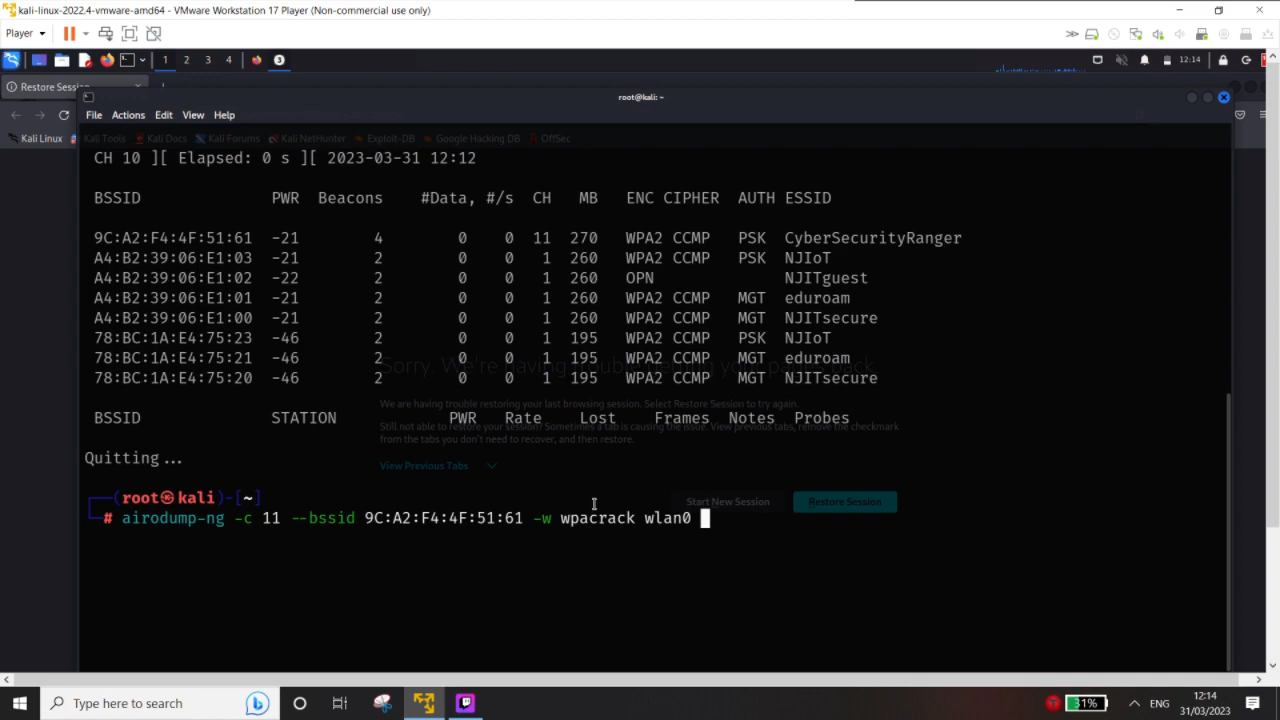 kali-linux-2022.4-vmware-amd64 - VMware Workstation 17 Player (Non-commercial use only)
Player
1 2 3 4 3 12:14
Restore Session
root@kali: ~
File Actions Edit View Help
Kali Linux Kali Tools Kali Docs Kali Forums Kali NetHunter Exploit-DB Google Hacking DB OffSec
CH 10 ][ Elapsed: 0 s ][ 2023-03-31 12:12
BSSID PWR Beacons #Data, #/s CH MB ENC CIPHER AUTH ESSID
9C:A2:F4:4F:51:61 -21 4 0 0 11 270 WPA2 CCMP PSK CyberSecurityRanger
A4:B2:39:06:E1:03 -21 2 0 0 1 260 WPA2 CCMP PSK NJIoT
A4:B2:39:06:E1:02 -22 2 0 0 1 260 OPN NJITguest
A4:B2:39:06:E1:01 -21 2 0 0 1 260 WPA2 CCMP MGT eduroam
A4:B2:39:06:E1:00 -21 2 0 0 1 260 WPA2 CCMP MGT NJITsecure
78:BC:1A:E4:75:23 -46 2 0 0 1 195 WPA2 CCMP PSK NJIoT
78:BC:1A:E4:75:21 -46 2 0 0 1 195 WPA2 CCMP MGT eduroam
Sorry. We're having trouble getting your pages back.
78:BC:1A:E4:75:20 -46 2 0 0 1 195 WPA2 CCMP MGT NJITsecure
We are having trouble restoring your last browsing session. Select Restore Session to try again.
BSSID STATION PWR Rate Lost Frames Notes Probes
Still not able to restore your session? Sometimes a tab is causing the issue. View previous tabs, remove the checkmark
from the tabs you don't need to recover, and then restore.
Quitting...
View Previous Tabs
(root㉿kali)-[~]
Start New Session Restore Session
# airodump-ng -c 11 --bssid 9C:A2:F4:4F:51:61 -w wpacrack wlan0
Type here to search
31% ENG 12:14
31/03/2023